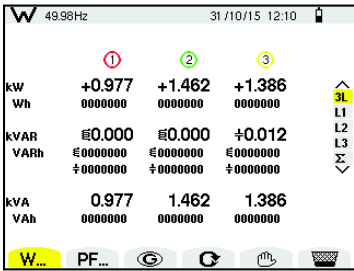 W 49.98Hz 31/10/15 12:10
1 2 3
kW +0.977 +1.462 +1.386
Wh 0000000 0000000 0000000
3L
L1
kVAR ≸0.000 ≸0.000 ≑0.012
L2
VARh ≸0000000 ≸0000000 ≸0000000
L3
≑0000000 ≑0000000 ≑0000000
Σ
kVA 0.977 1.462 1.386
VAh 0000000 0000000 0000000
W... PF... G